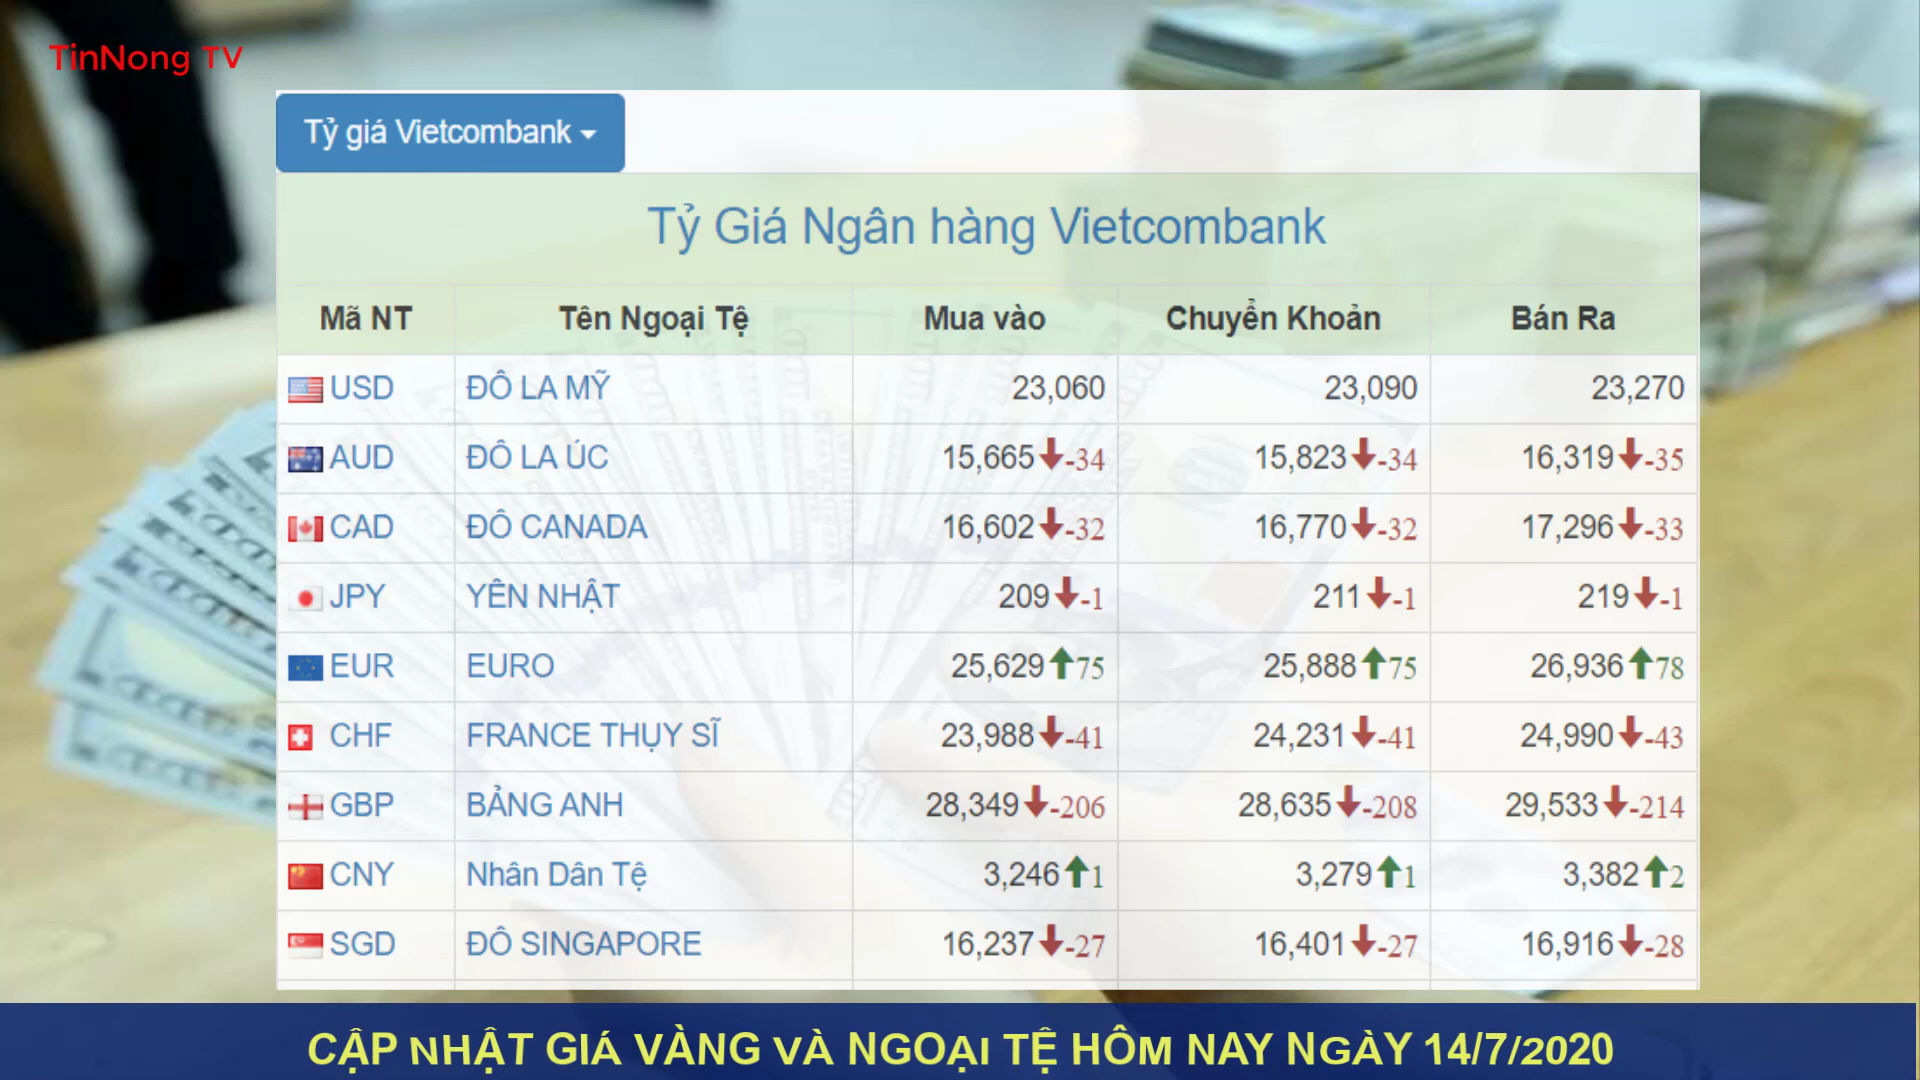 TinNong TV
Tỷ giá Vietcombank
Tỷ Giá Ngân hàng Vietcombank
Mã NT Tên Ngoại Tệ Mua vào Chuyển Khoản Bán Ra
USD ĐÔ LA MỸ 23,060 23,090 23,270
AUD ĐÔ LA ÚC 15,665 -34 15,823 -34 16,319 -35
CAD ĐÔ CANADA 16,602 -32 16,770 -32 17,296 -33
JPY YÊN NHẬT 209 -1 211 -1 219 -1
EUR EURO 25,629 75 25,888 75 26,936 78
CHF FRANCE THỤY SĨ 23,988 -41 24,231 -41 24,990 -43
GBP BẢNG ANH 28,349 -206 28,635 -208 29,533 -214
CNY Nhân Dân Tệ 3,246 1 3,279 1 3,382 2
SGD ĐÔ SINGAPORE 16,237 -27 16,401 -27 16,916 -28
CẬP NHẬT GIÁ VÀNG VÀ NGOẠI TỆ HÔM NAY NGÀY 14/7/2020